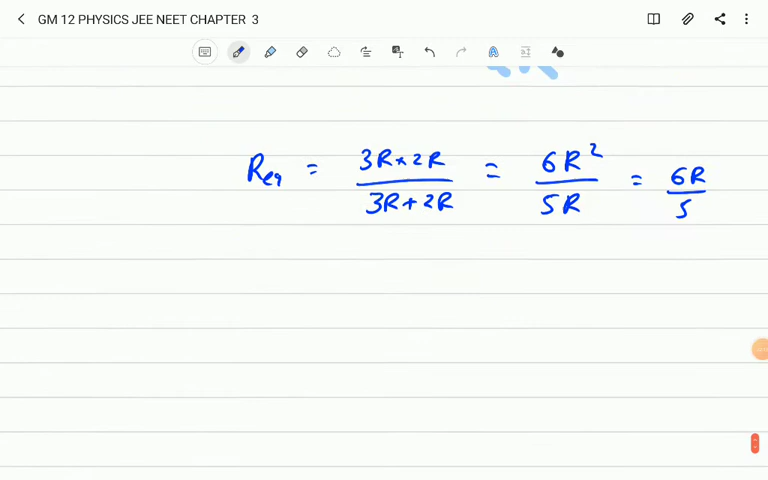 GM 12 PHYSICS JEE NEET CHAPTER 3
Req = 3R×2R / 3R+2R = 6R² / 5R = 6R / 5